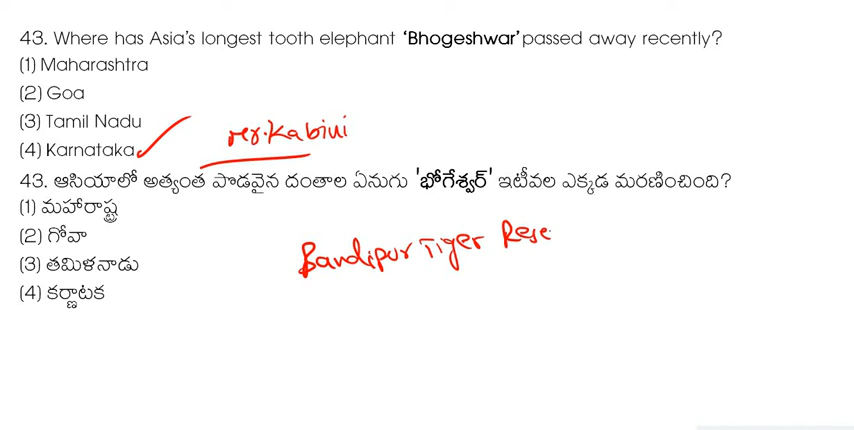 43. Where has Asia's longest tooth elephant 'Bhogeshwar' passed away recently?
(1) Maharashtra
(2) Goa
(3) Tamil Nadu
(4) Karnataka
Kabini
43. ఆసియాలో అత్యంత పొడవైన దంతాల ఏనుగు 'భోగేశ్వర్' ఇటీవల ఎక్కడ మరణించింది?
(1) మహారాష్ట్ర
(2) గోవా
(3) తమిళనాడు
(4) కర్ణాటక
Bandipur Tiger Rese